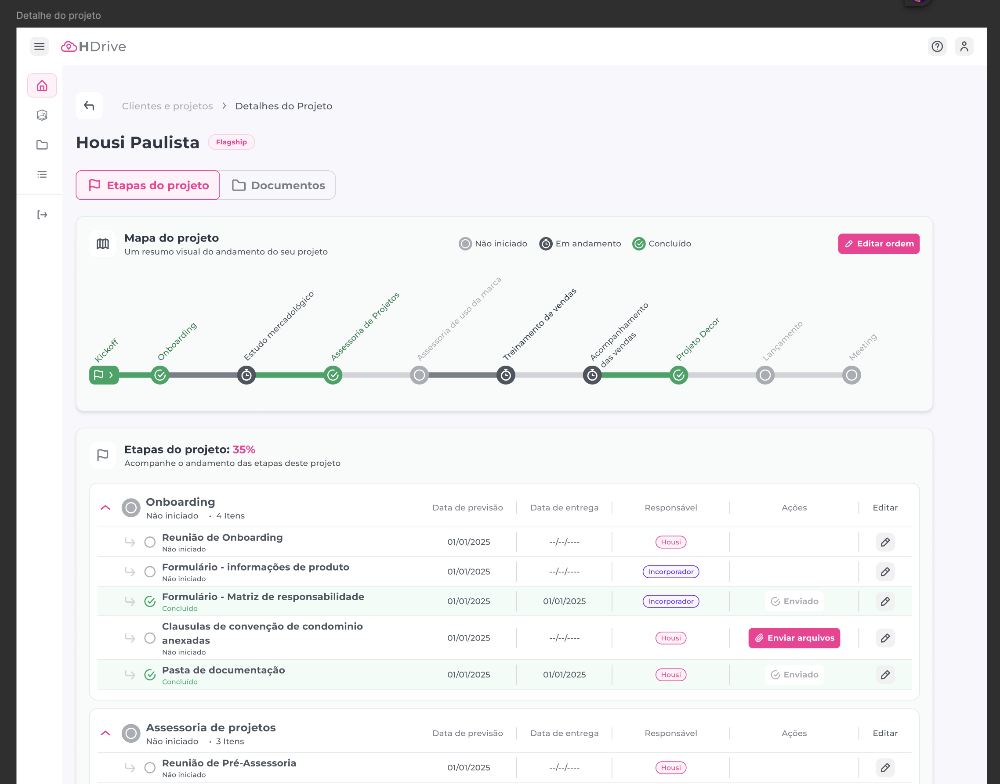 Detalhe do projeto
HDrive
Clientes e projetos > Detalhes do Projeto
Housi Paulista Flagship
Etapas do projeto Documentos
Mapa do projeto
Um resumo visual do andamento do seu projeto
Não iniciado Em andamento Concluído
Editar ordem
Kickoff
Onboarding
Estudo mercadológico
Assessoria de Projetos
Assessoria de uso da marca
Treinamento de vendas
Acompanhamento
das vendas
Projeto Decor
Lançamento
Meeting
Etapas do projeto: 35%
Acompanhe o andamento das etapas deste projeto
Onboarding
Não iniciado • 4 Itens
Data de previsão Data de entrega Responsável Ações Editar
Reunião de Onboarding
Não iniciado
01/01/2025 --/--/---- Housi
Formulário - informações de produto
Não iniciado
01/01/2025 --/--/---- Incorporador
Formulário - Matriz de responsabilidade
Concluído
01/01/2025 01/01/2025 Incorporador Enviado
Clausulas de convenção de condominio
anexadas
Não iniciado
01/01/2025 --/--/---- Housi Enviar arquivos
Pasta de documentação
Concluído
01/01/2025 01/01/2025 Housi Enviado
Assessoria de projetos
Não iniciado • 3 Itens
Data de previsão Data de entrega Responsável Ações Editar
Reunião de Pré-Assessoria
Não iniciado
01/01/2025 --/--/---- Housi